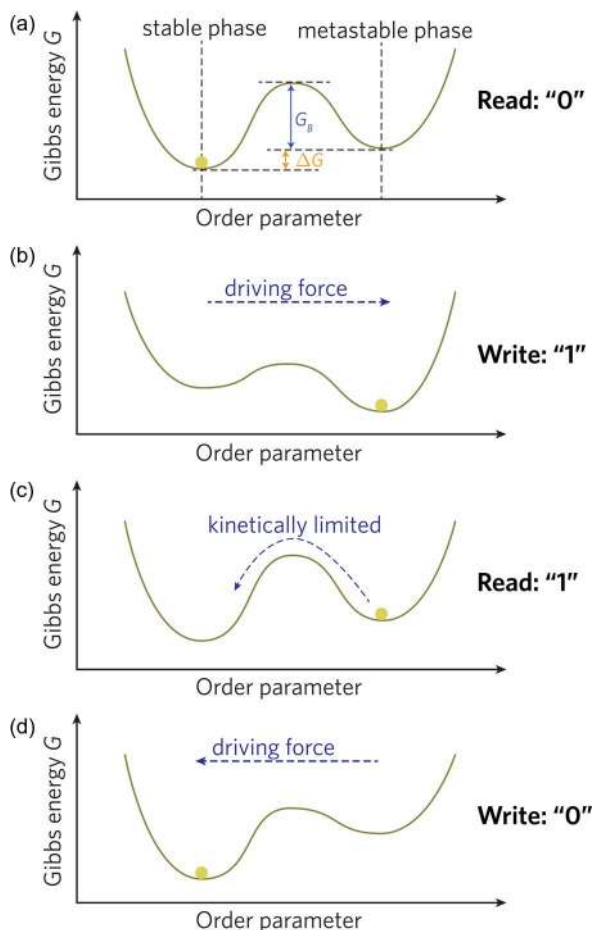 (a)
stable phase
metastable phase
Gibbs energy G
G_B
ΔG
Read: “0”
Order parameter
(b)
Gibbs energy G
driving force
Write: “1”
Order parameter
(c)
Gibbs energy G
kinetically limited
Read: “1”
Order parameter
(d)
Gibbs energy G
driving force
Write: “0”
Order parameter